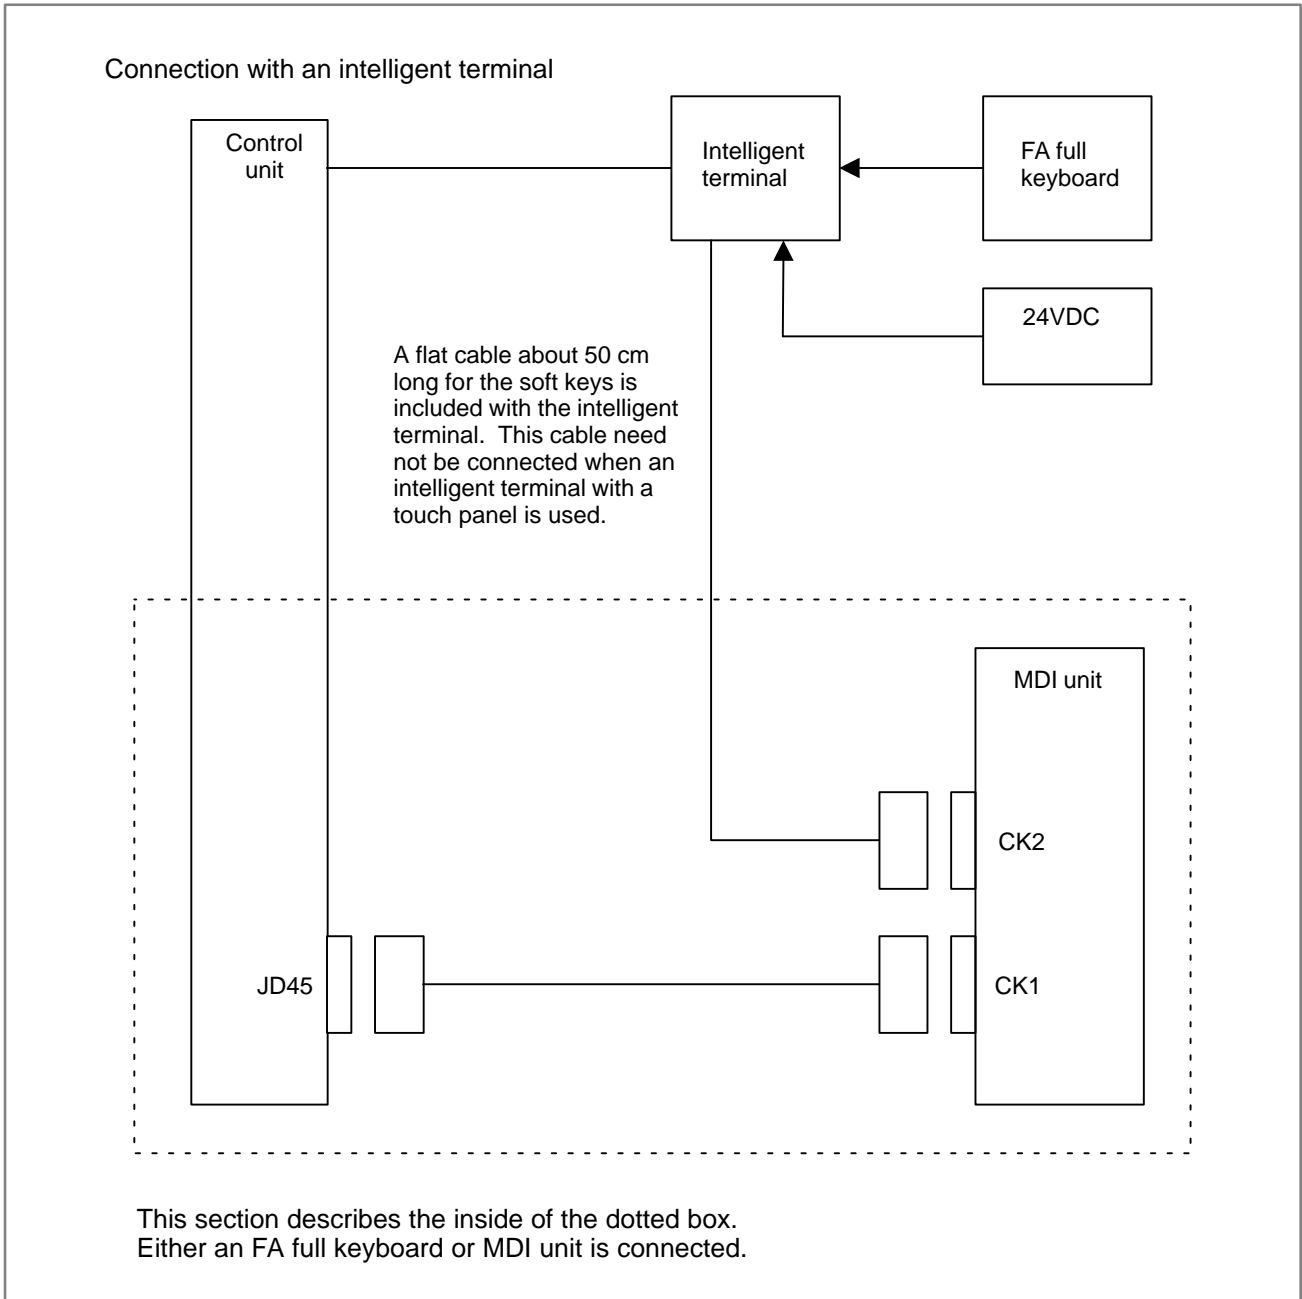 Connection with an intelligent terminal
Control
unit
Intelligent
terminal
FA full
keyboard
24VDC
A flat cable about 50 cm
long for the soft keys is
included with the intelligent
terminal.  This cable need
not be connected when an
intelligent terminal with a
touch panel is used.
MDI unit
CK2
JD45
CK1
This section describes the inside of the dotted box.
Either an FA full keyboard or MDI unit is connected.